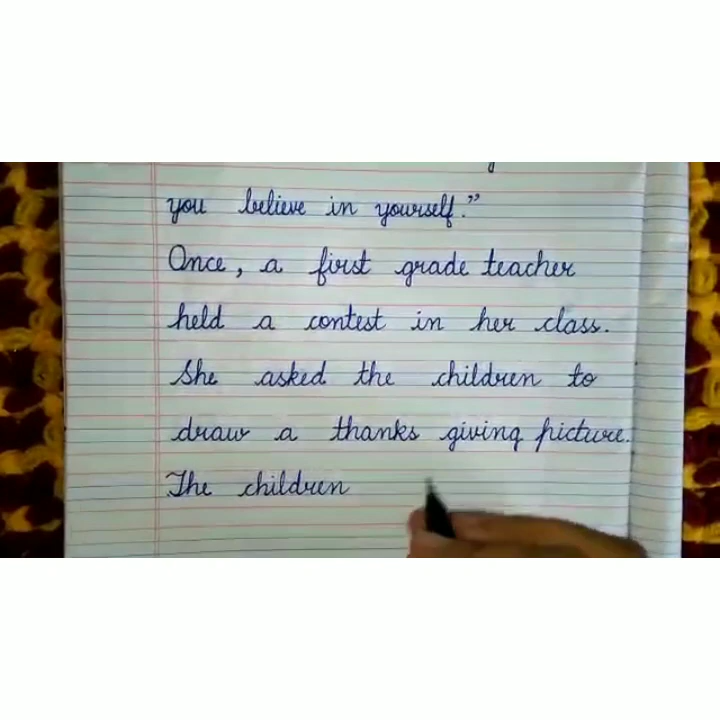 you believe in yourself.”
Once, a first grade teacher
held a contest in her class.
She asked the children to
draw a thanks giving picture.
The children